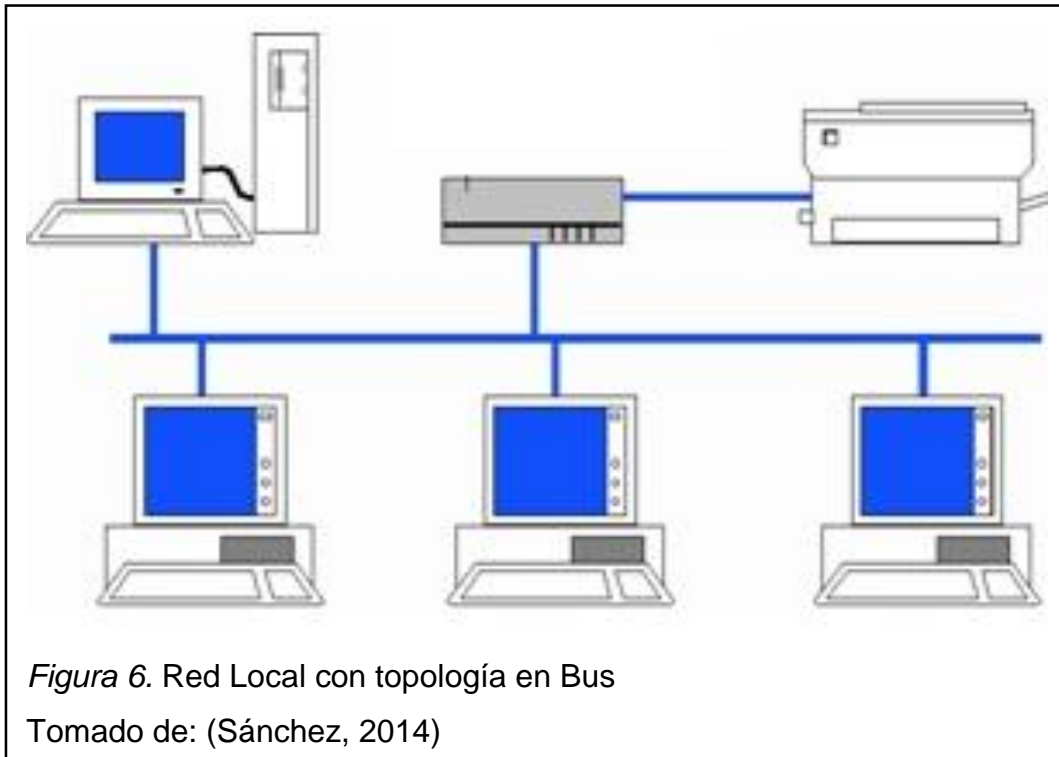 Figura 6. Red Local con topología en Bus
Tomado de: (Sánchez, 2014)